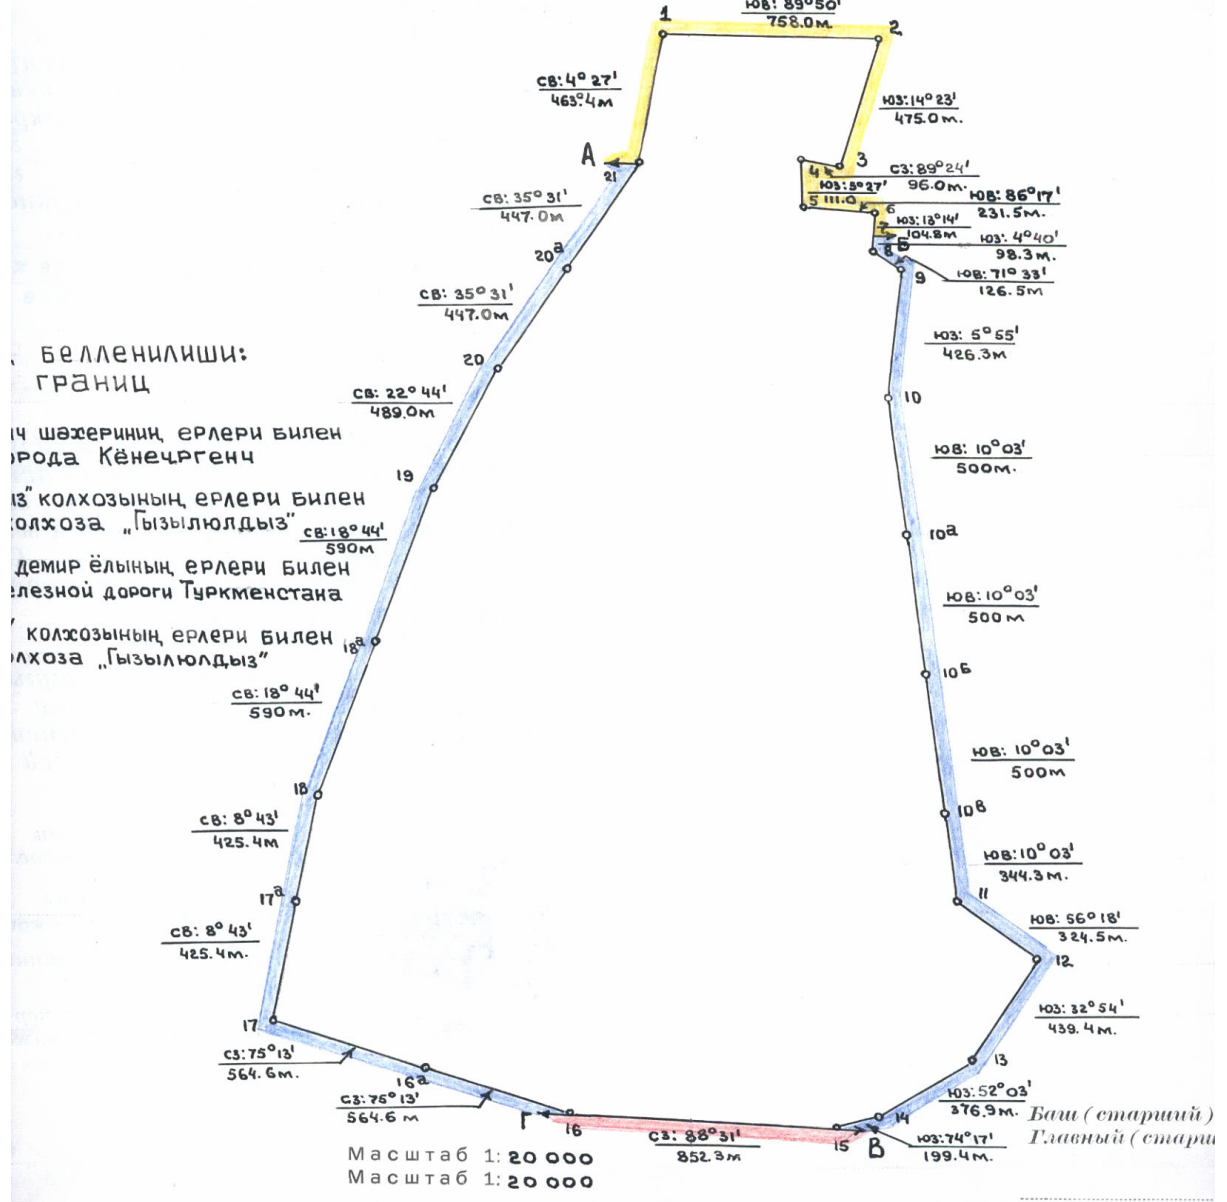 1
ЮВ: 89°50'
758.0м.
2
СВ: 4°27'
463.4м
ЮЗ: 14°23'
475.0м.
А
21
3
4
СЗ: 89°24'
96.0м.
ЮЗ: 5°27'
111.0
5
6
ЮВ: 86°17'
231.5м.
ЮЗ: 13°14'
104.8м
7
8
Б
ЮЗ: 4°40'
98.3м.
9
ЮВ: 71°33'
126.5м
СВ: 35°31'
447.0м
20а
СВ: 35°31'
447.0м
20
ЮЗ: 5°55'
426.3м
10
БЕЛЛЕНИЛИШИ:
ГРАНИЦ
СВ: 22°44'
489.0м
19
ич шәхериниң ерлери билен
орода Кёнеургенч
ыз" колхозының ерлери билен
олхоза „Гызылюлдыз"
демир ёлының ерлери билен
елезной дороги Туркменстана
колхозының ерлери билен
лхоза „Гызылюлдыз"
ЮВ: 10°03'
500м.
10а
СВ: 18°44'
590м
18а
ЮВ: 10°03'
500м
10Б
СВ: 18°44'
590м.
18
ЮВ: 10°03'
500м
10В
СВ: 8°43'
425.4м
17а
ЮВ: 10°03'
344.3м.
11
СВ: 8°43'
425.4м.
17
ЮВ: 56°18'
324.5м.
12
ЮЗ: 32°54'
439.4м.
13
СЗ: 75°13'
564.6м.
16а
СЗ: 75°13'
564.6 м
Г
16
СЗ: 88°31'
852.3м
15
В
14
ЮЗ: 52°03'
376.9м.
ЮЗ: 74°17'
199.4м.
Баш (старший)
Главный (старш
Масштаб 1: 20 000
Масштаб 1: 20 000